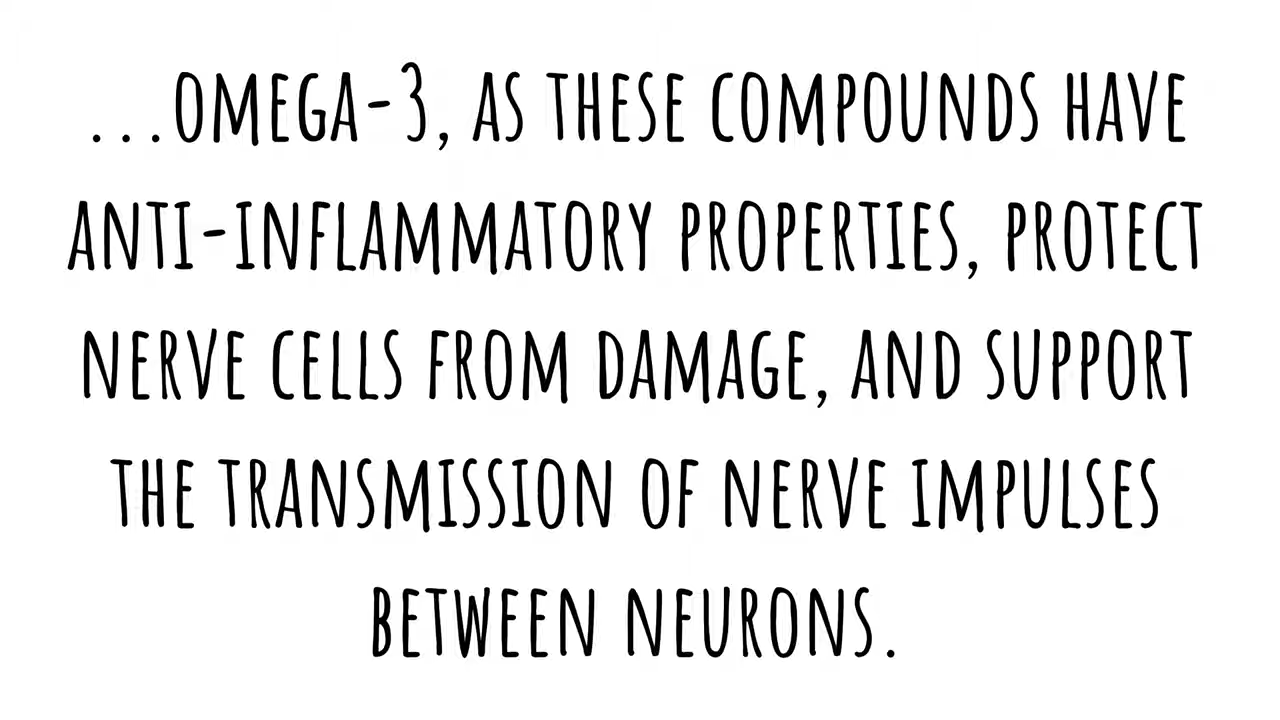 ...OMEGA-3, AS THESE COMPOUNDS HAVE
ANTI-INFLAMMATORY PROPERTIES, PROTECT
NERVE CELLS FROM DAMAGE, AND SUPPORT
THE TRANSMISSION OF NERVE IMPULSES
BETWEEN NEURONS.